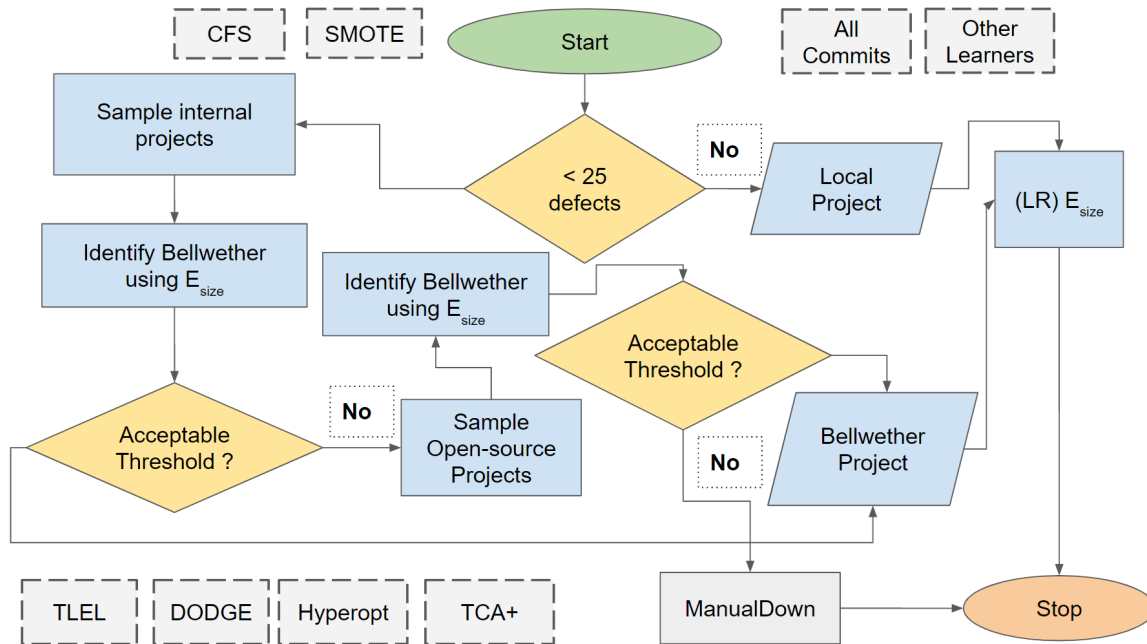 CFS
SMOTE
Start
All
Commits
Other
Learners
Sample internal
projects
< 25
defects
No
Local
Project
(LR) Esize
Identify Bellwether
using Esize
Identify Bellwether
using Esize
Acceptable
Threshold ?
Acceptable
Threshold ?
No
Sample
Open-source
Projects
No
Bellwether
Project
TLEL
DODGE
Hyperopt
TCA+
ManualDown
Stop